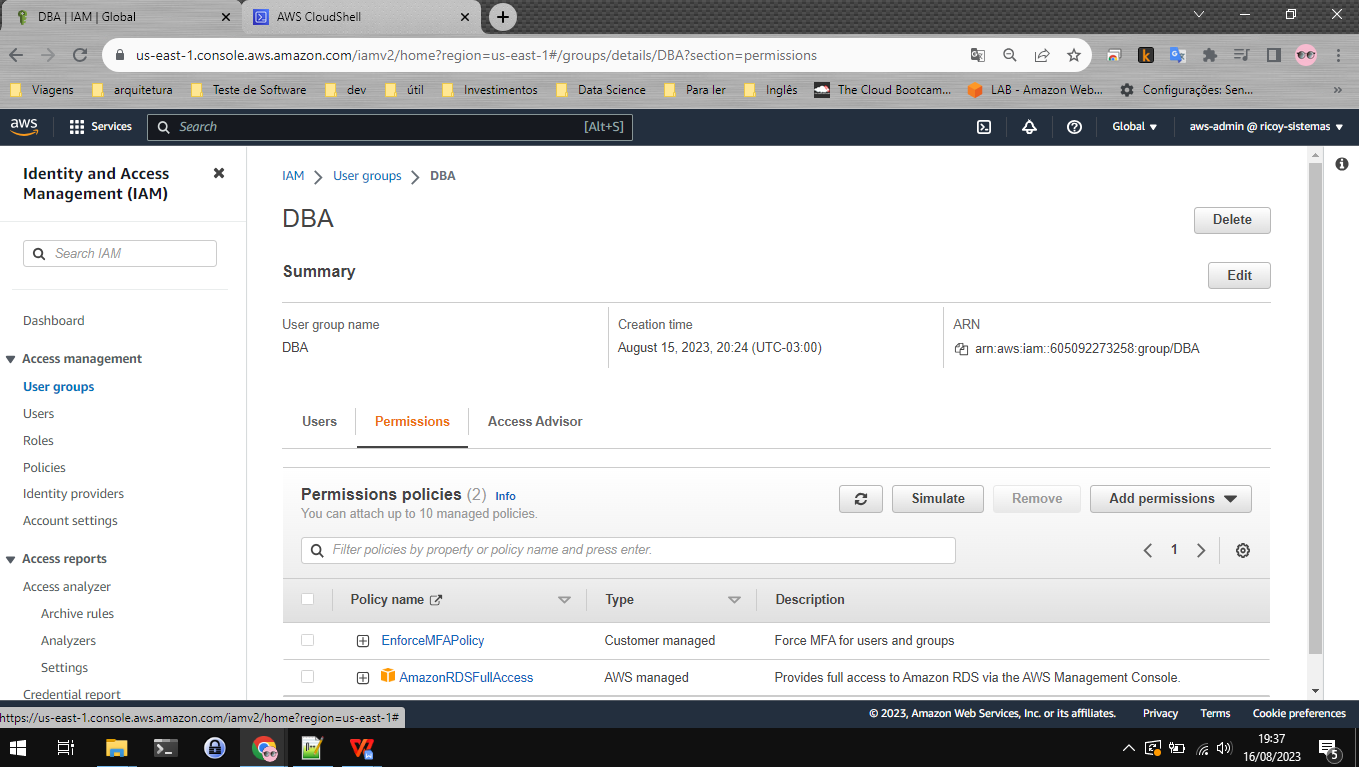 DBA | IAM | Global
AWS CloudShell
us-east-1.console.aws.amazon.com/iamv2/home?region=us-east-1#/groups/details/DBA?section=permissions
Viagens
arquitetura
Teste de Software
dev
útil
Investimentos
Data Science
Para ler
Inglês
The Cloud Bootcam...
LAB - Amazon Web...
Configurações: Sen...
»
aws
Services
Search
[Alt+S]
Global
aws-admin @ ricoy-sistemas
Identity and Access
Management (IAM)
Search IAM
Dashboard
Access management
User groups
Users
Roles
Policies
Identity providers
Account settings
Access reports
Access analyzer
Archive rules
Analyzers
Settings
Credential report
IAM
User groups
DBA
DBA
Delete
Summary
Edit
User group name
DBA
Creation time
August 15, 2023, 20:24 (UTC-03:00)
ARN
arn:aws:iam::605092273258:group/DBA
Users
Permissions
Access Advisor
Permissions policies (2) Info
You can attach up to 10 managed policies.
Simulate
Remove
Add permissions
Filter policies by property or policy name and press enter.
1
Policy name
Type
Description
EnforceMFAPolicy
Customer managed
Force MFA for users and groups
AmazonRDSFullAccess
AWS managed
Provides full access to Amazon RDS via the AWS Management Console.
https://us-east-1.console.aws.amazon.com/iamv2/home?region=us-east-1#
© 2023, Amazon Web Services, Inc. or its affiliates.
Privacy
Terms
Cookie preferences
19:37
16/08/2023
5